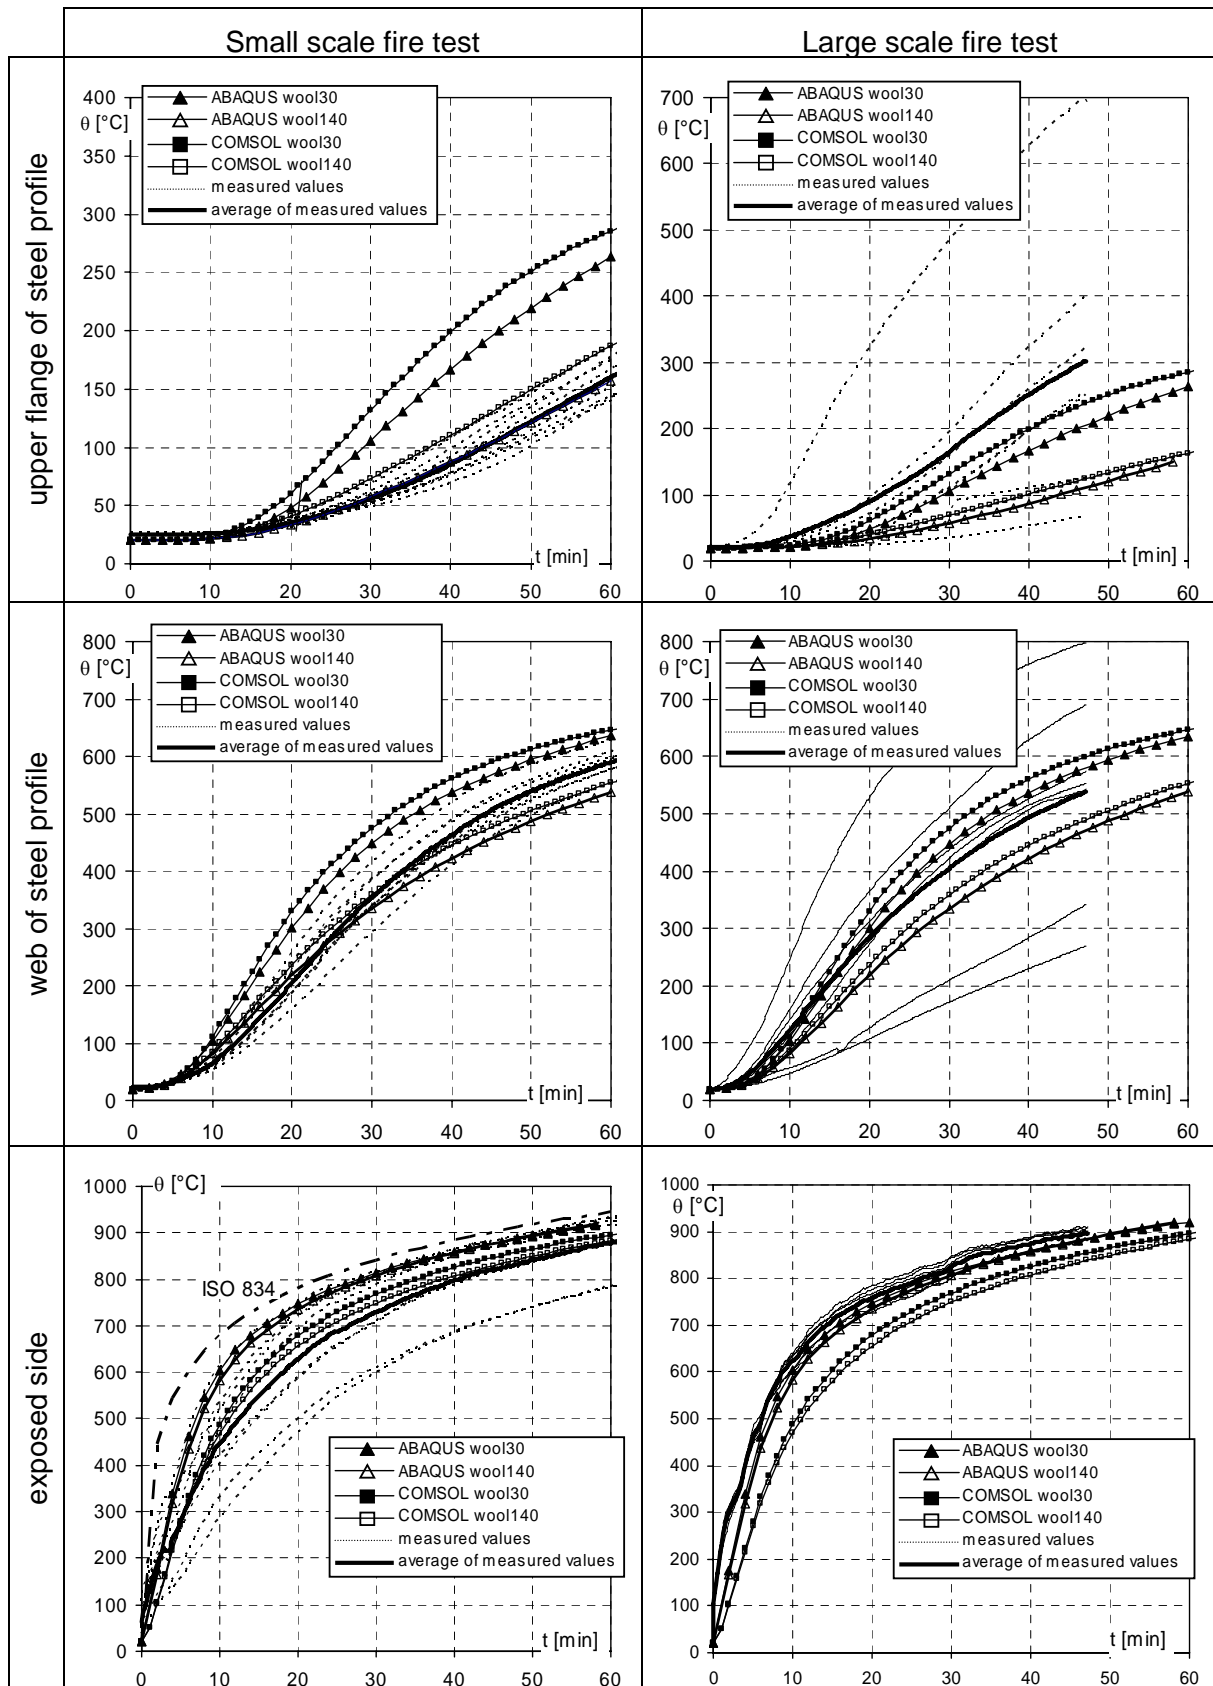 Small scale fire test
Large scale fire test
upper flange of steel profile
400
θ [°C]
350
300
250
200
150
100
50
0
0 10 20 30 40 50 60
t [min]
ABAQUS wool30
ABAQUS wool140
COMSOL wool30
COMSOL wool140
measured values
average of measured values
700
θ [°C]
600
500
400
300
200
100
0
0 10 20 30 40 50 60
t [min]
ABAQUS wool30
ABAQUS wool140
COMSOL wool30
COMSOL wool140
measured values
average of measured values
web of steel profile
800
θ [°C]
700
600
500
400
300
200
100
0
0 10 20 30 40 50 60
t [min]
ABAQUS wool30
ABAQUS wool140
COMSOL wool30
COMSOL wool140
measured values
average of measured values
800
θ [°C]
700
600
500
400
300
200
100
0
0 10 20 30 40 50 60
t [min]
ABAQUS wool30
ABAQUS wool140
COMSOL wool30
COMSOL wool140
measured values
average of measured values
exposed side
1000
θ [°C]
900
800
700
600
500
400
300
200
100
0
0 10 20 30 40 50 60
t [min]
ISO 834
ABAQUS wool30
ABAQUS wool140
COMSOL wool30
COMSOL wool140
measured values
average of measured values
1000
θ [°C]
900
800
700
600
500
400
300
200
100
0
0 10 20 30 40 50 60
t [min]
ABAQUS wool30
ABAQUS wool140
COMSOL wool30
COMSOL wool140
measured values
average of measured values